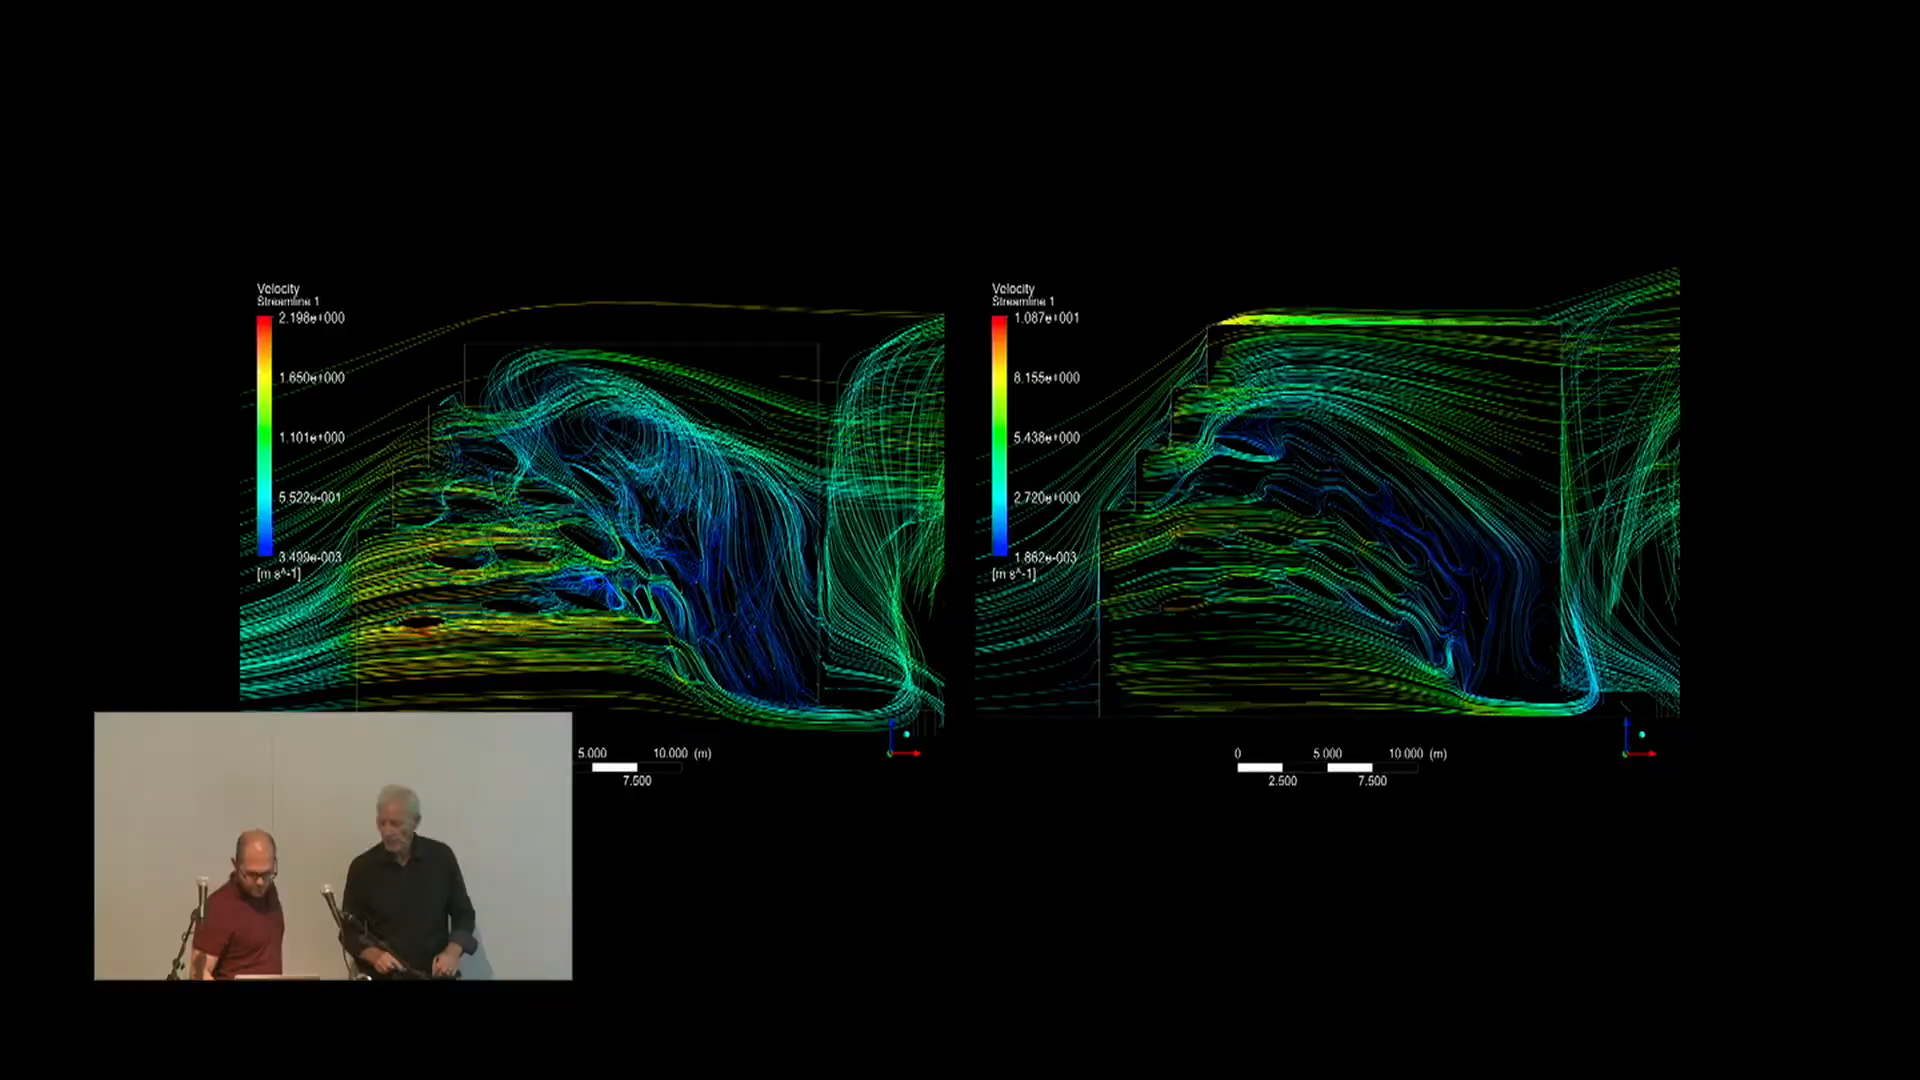 Velocity
Streamline 1
2.198e+000
1.650e+000
1.101e+000
5.522e-001
3.499e-003
[m s^-1]
5.000
10.000 (m)
7.500
Velocity
Streamline 1
1.087e+001
8.155e+000
5.438e+000
2.720e+000
1.862e-003
[m s^-1]
0
5.000
10.000 (m)
2.500
7.500